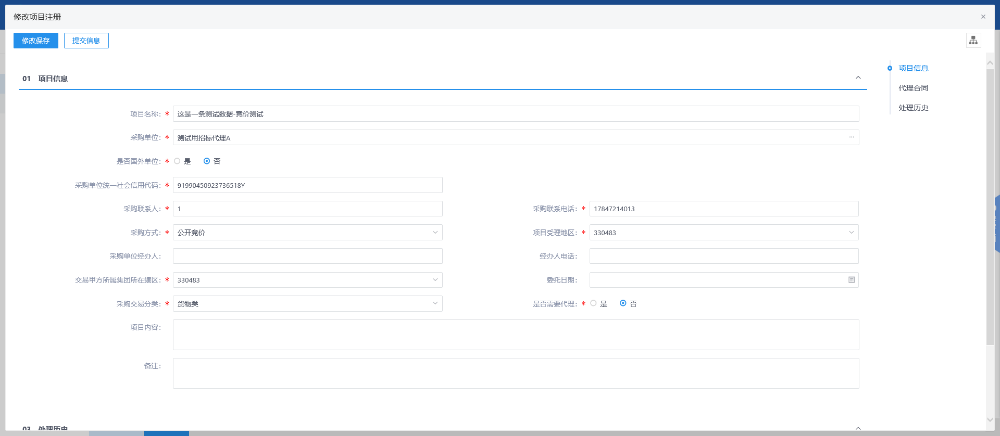 修改项目注册
×
修改保存 提交信息
01 项目信息
项目信息
代理合同
处理历史
项目名称: * 这是一条测试数据-竞价测试
采购单位: * 测试用招标代理A ...
是否国外单位: * 是 否
采购单位统一社会信用代码: * 91990450923736518Y
采购联系人: * 1 采购联系电话: * 17847214013
采购方式: * 公开竞价 项目受理地区: * 330483
采购单位经办人: 经办人电话:
交易甲方所属集团所在辖区: * 330483 委托日期:
采购交易分类: * 货物类 是否需要代理: * 是 否
项目内容:
备注:
03 处理历史